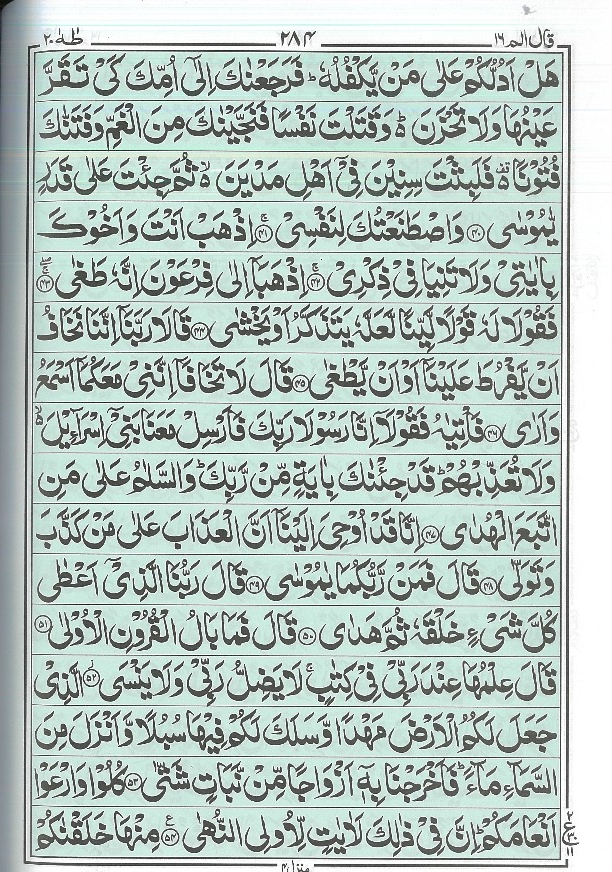 قال الم ١٦ ٢٨٤ طٰهٰ ٢٠
هَلْ اَدُلُّكُمْ عَلٰی مَنْ یَّكْفُلُهٗ ؕ فَرَجَعْنٰكَ اِلٰۤی اُمِّكَ كَیْ تَقَرَّ
عَیْنُهَا وَلَا تَحْزَنَ ؕ۬ وَقَتَلْتَ نَفْسًا فَنَجَّیْنٰكَ مِنَ الْغَمِّ وَفَتَنّٰكَ
فُتُوْنًا ۫۬ فَلَبِثْتَ سِنِیْنَ فِیْۤ اَهْلِ مَدْیَنَ ۙ۬ ثُمَّ جِئْتَ عَلٰی قَدَرٍ
یّٰمُوْسٰی ﴿۴۰﴾ وَاصْطَنَعْتُكَ لِنَفْسِیْ ﴿۴۱﴾ اِذْهَبْ اَنْتَ وَاَخُوْكَ
بِاٰیٰتِیْ وَلَا تَنِیَا فِیْ ذِكْرِیْ ﴿۴۲﴾ اِذْهَبَاۤ اِلٰی فِرْعَوْنَ اِنَّهٗ طَغٰی ﴿۴۳﴾
فَقُوْلَا لَهٗ قَوْلًا لَّیِّنًا لَّعَلَّهٗ یَتَذَكَّرُ اَوْ یَخْشٰی ﴿۴۴﴾ قَالَا رَبَّنَاۤ اِنَّنَا نَخَافُ
اَنْ یَّفْرُطَ عَلَیْنَاۤ اَوْ اَنْ یَّطْغٰی ﴿۴۵﴾ قَالَ لَا تَخَافَاۤ اِنَّنِیْ مَعَكُمَاۤ اَسْمَعُ
وَاَرٰی ﴿۴۶﴾ فَاْتِیٰهُ فَقُوْلَاۤ اِنَّا رَسُوْلَا رَبِّكَ فَاَرْسِلْ مَعَنَا بَنِیْۤ اِسْرَآءِیْلَ ۙ۬
وَلَا تُعَذِّبْهُمْ ؕ قَدْ جِئْنٰكَ بِاٰیَةٍ مِّنْ رَّبِّكَ ؕ وَالسَّلٰمُ عَلٰی مَنِ
اتَّبَعَ الْهُدٰی ﴿۴۷﴾ اِنَّا قَدْ اُوْحِیَ اِلَیْنَاۤ اَنَّ الْعَذَابَ عَلٰی مَنْ كَذَّبَ
وَتَوَلّٰی ﴿۴۸﴾ قَالَ فَمَنْ رَّبُّكُمَا یٰمُوْسٰی ﴿۴۹﴾ قَالَ رَبُّنَا الَّذِیْۤ اَعْطٰی
كُلَّ شَیْءٍ خَلْقَهٗ ثُمَّ هَدٰی ﴿۵۰﴾ قَالَ فَمَا بَالُ الْقُرُوْنِ الْاُوْلٰی ﴿۵۱﴾
قَالَ عِلْمُهَا عِنْدَ رَبِّیْ فِیْ كِتٰبٍ ۚ لَا یَضِلُّ رَبِّیْ وَلَا یَنْسَی ﴿۵۲﴾ الَّذِیْ
جَعَلَ لَكُمُ الْاَرْضَ مَهْدًا وَّسَلَكَ لَكُمْ فِیْهَا سُبُلًا وَّاَنْزَلَ مِنَ
السَّمَآءِ مَآءً ؕ فَاَخْرَجْنَا بِهٖۤ اَزْوَاجًا مِّنْ نَّبَاتٍ شَتّٰی ﴿۵۳﴾ كُلُوْا وَارْعَوْا
اَنْعَامَكُمْ ؕ اِنَّ فِیْ ذٰلِكَ لَاٰیٰتٍ لِّاُولِی النُّهٰی ﴿۵۴﴾ مِنْهَا خَلَقْنٰكُمْ
منزل ۴